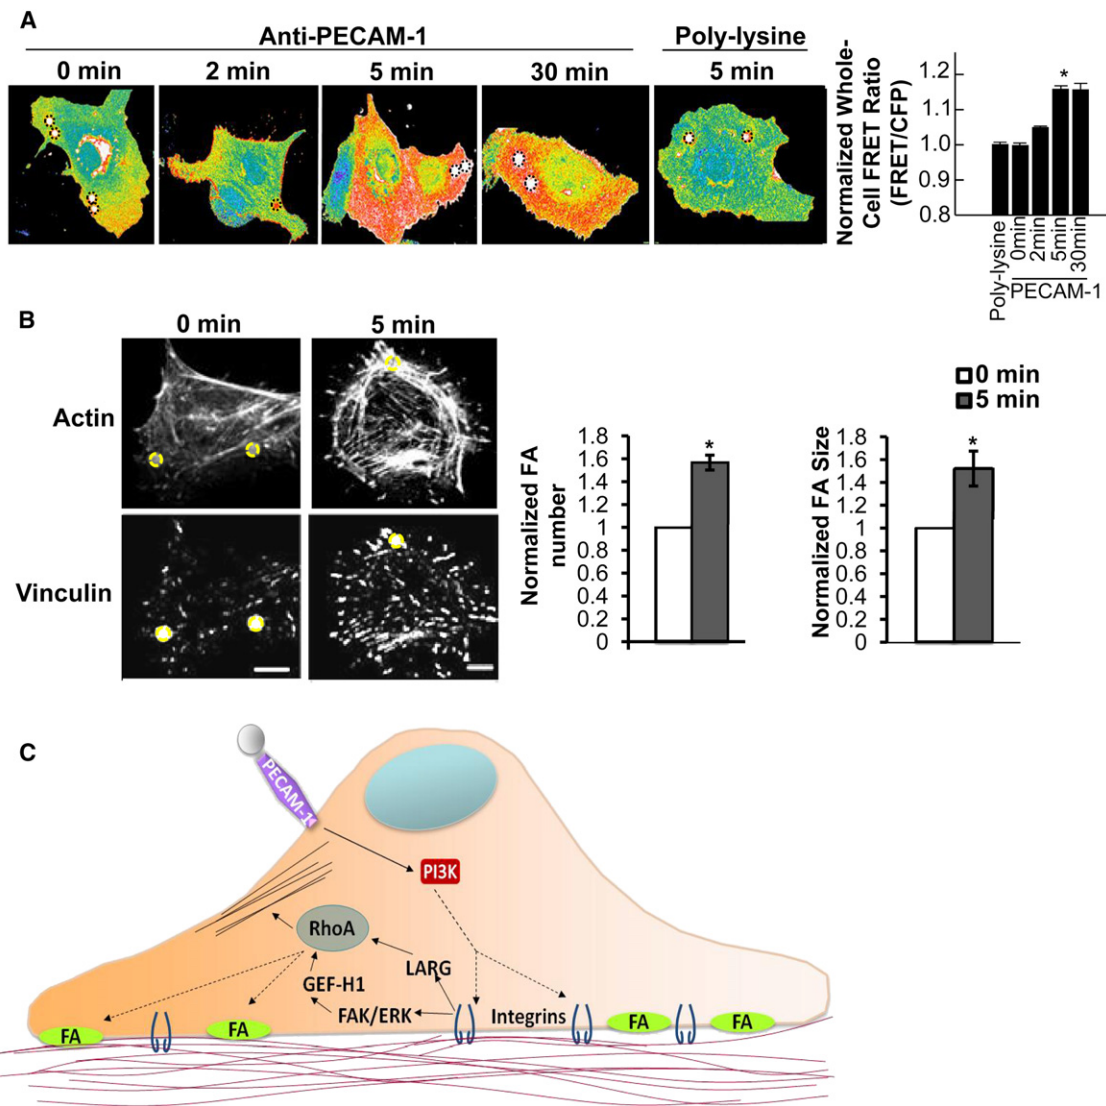 A
Anti-PECAM-1
Poly-lysine
0 min
2 min
5 min
30 min
5 min
Normalized Whole-
Cell FRET Ratio
(FRET/CFP)
1.2
1.1
1.0
0.9
0.8
*
Poly-lysine
0min
2min
5min
30min
PECAM-1
B
0 min
5 min
Actin
Vinculin
Normalized FA
number
1.8
1.6
1.4
1.2
1
0.8
0.6
0.4
0.2
0
*
Normalized FA Size
1.8
1.6
1.4
1.2
1
0.8
0.6
0.4
0.2
0
*
0 min
5 min
C
PECAM-1
PI3K
RhoA
LARG
GEF-H1
FAK/ERK
Integrins
FA
FA
FA
FA